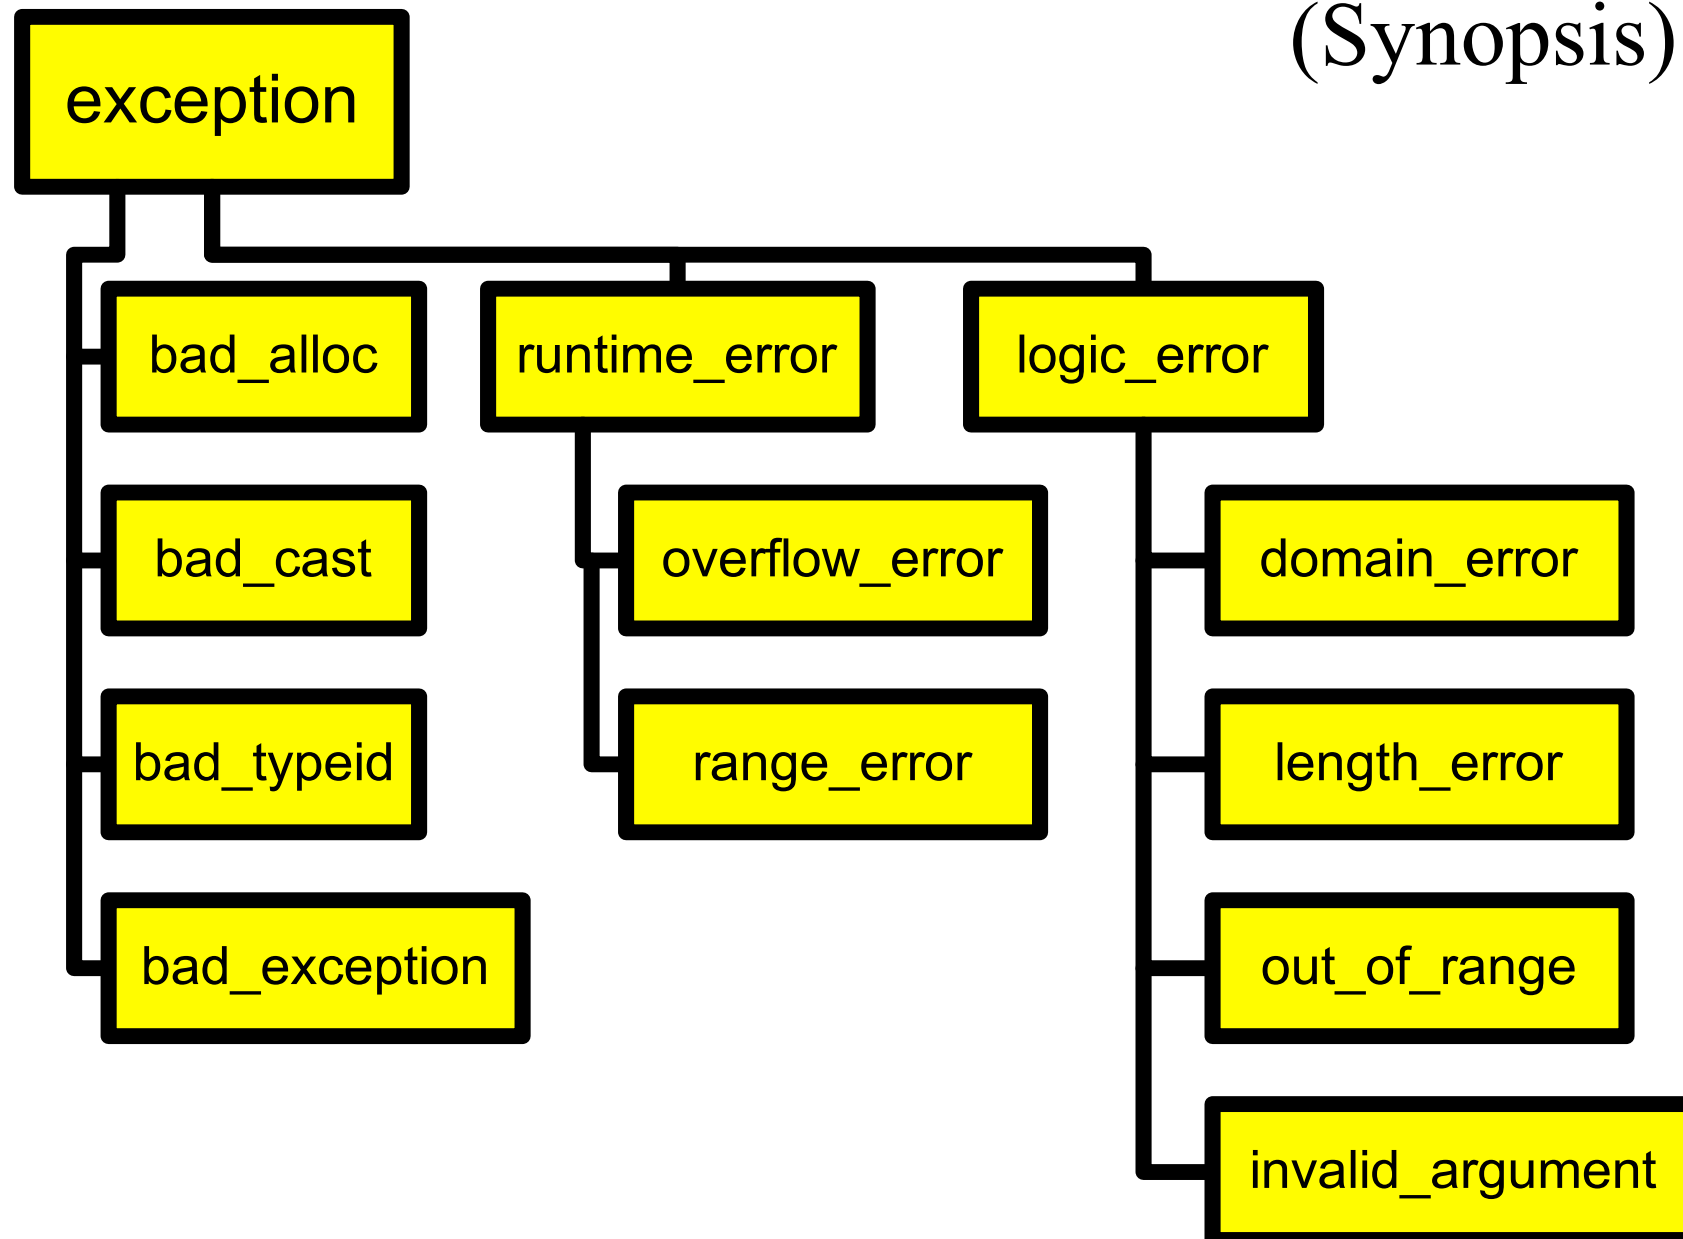 (Synopsis)
exception
bad_alloc
runtime_error
logic_error
bad_cast
overflow_error
domain_error
bad_typeid
range_error
length_error
bad_exception
out_of_range
invalid_argument